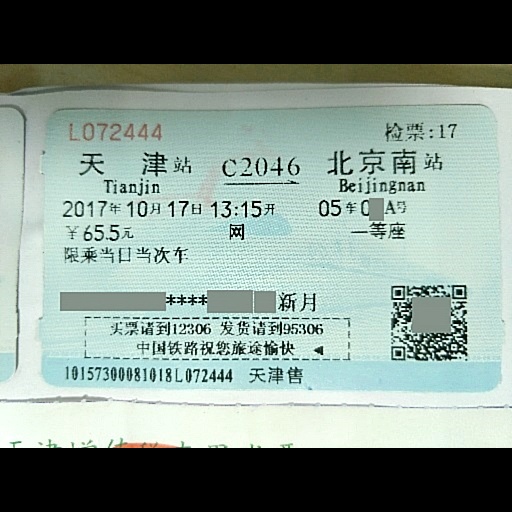 L072444 检票:17
天津站 C2046 北京南站
Tianjin Beijingnan
2017年10月17日13:15开 05车0 A号
￥65.5元 网 一等座
限乘当日当次车
****新月
买票请到12306 发货请到95306
中国铁路祝您旅途愉快
10157300081018L072444 天津售